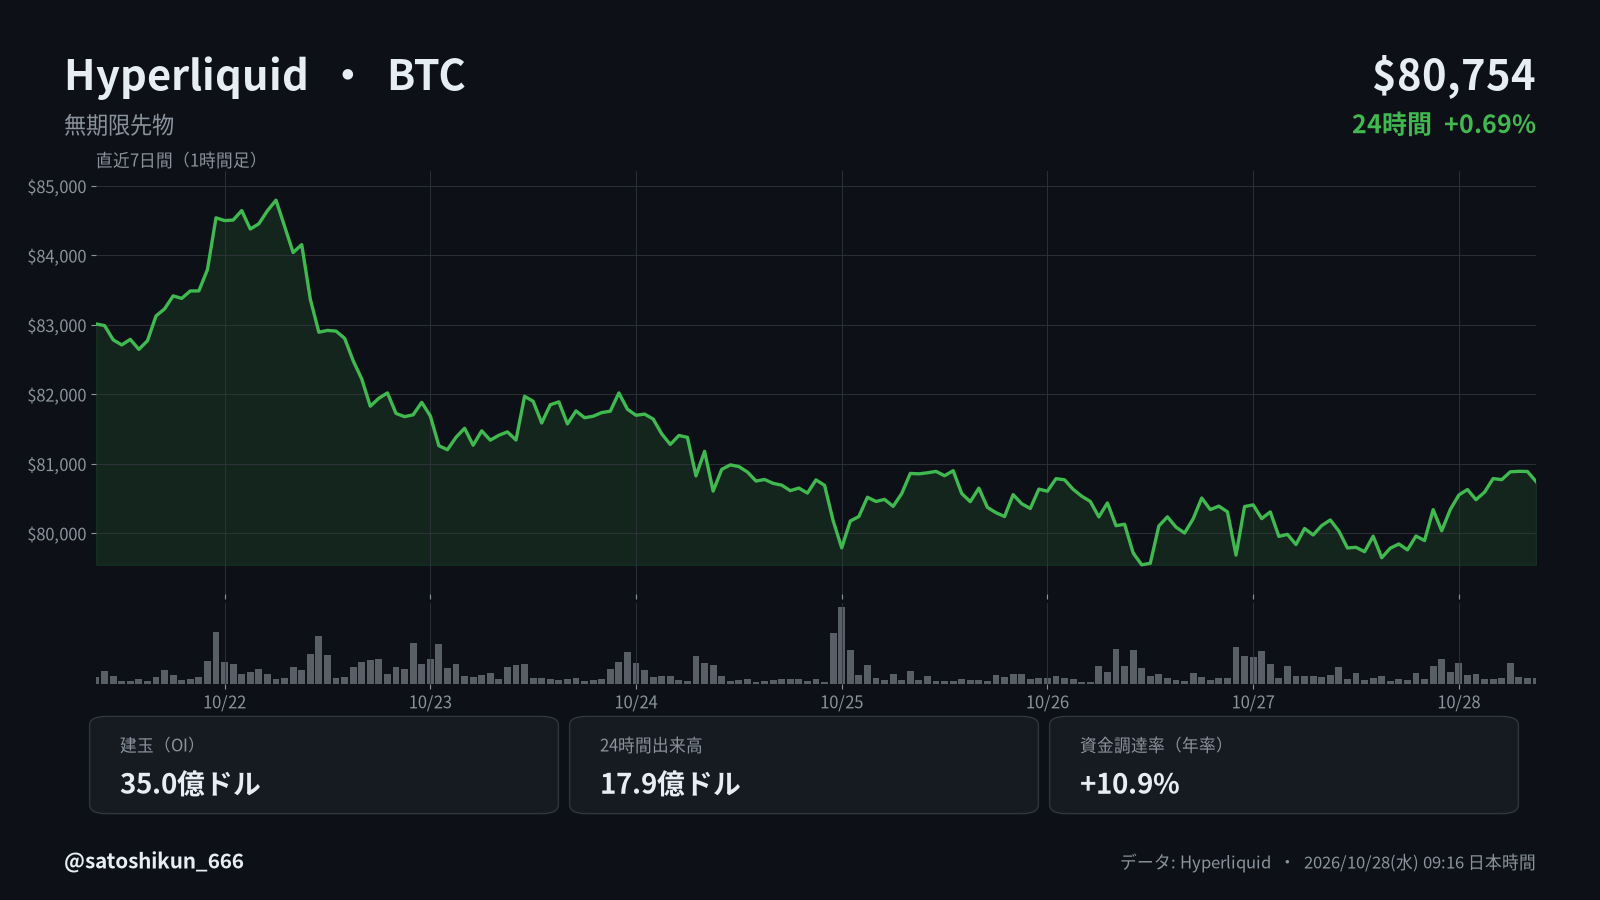 Hyperliquid ・ BTC
$80,754
無期限先物
24時間 +0.69%
直近7日間（1時間足）
$85,000
$84,000
$83,000
$82,000
$81,000
$80,000
10/22 10/23 10/24 10/25 10/26 10/27 10/28
建玉（OI）
35.0億ドル
24時間出来高
17.9億ドル
資金調達率（年率）
+10.9%
@satoshikun_666
データ: Hyperliquid ・ 2026/10/28(水) 09:16 日本時間